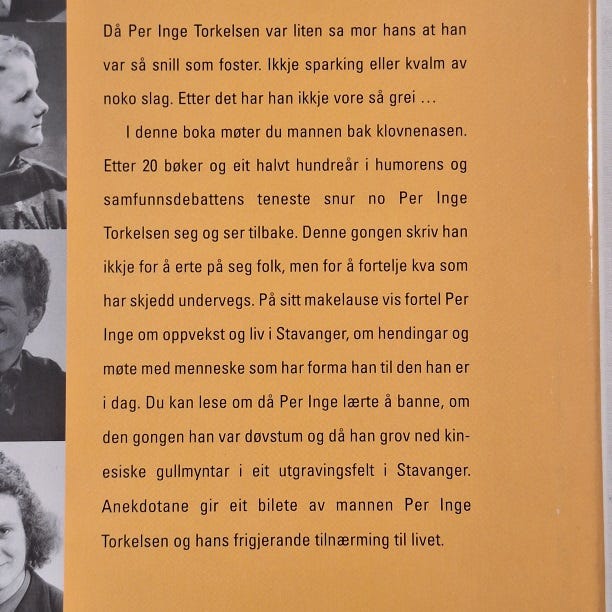 Då Per Inge Torkelsen var liten sa mor hans at han
var så snill som foster. Ikkje sparking eller kvalm av
noko slag. Etter det har han ikkje vore så grei ...
I denne boka møter du mannen bak klovnenasen.
Etter 20 bøker og eit halvt hundreår i humorens og
samfunnsdebattens teneste snur no Per Inge
Torkelsen seg og ser tilbake. Denne gongen skriv han
ikkje for å erte på seg folk, men for å fortelje kva som
har skjedd undervegs. På sitt makelause vis fortel Per
Inge om oppvekst og liv i Stavanger, om hendingar og
møte med menneske som har forma han til den han er
i dag. Du kan lese om då Per Inge lærte å banne, om
den gongen han var døvstum og då han grov ned kin-
esiske gullmyntar i eit utgravingsfelt i Stavanger.
Anekdotane gir eit bilete av mannen Per Inge
Torkelsen og hans frigjerande tilnærming til livet.